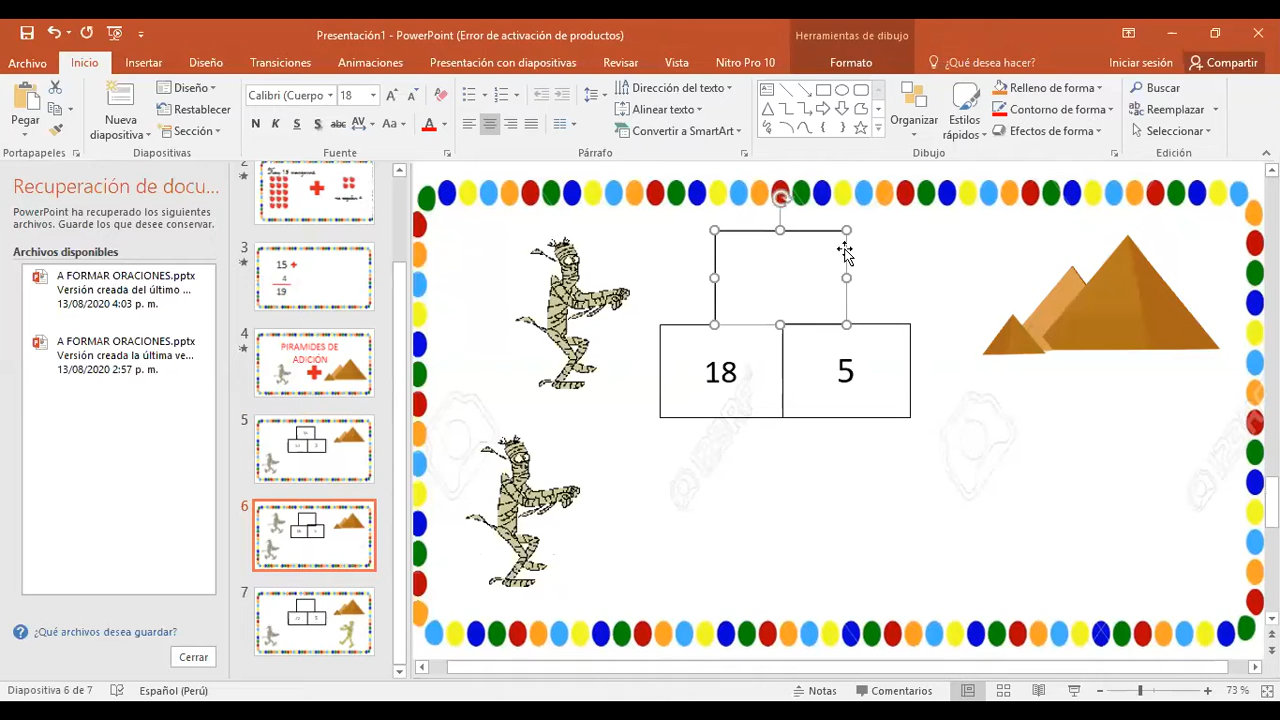 Presentación1 - PowerPoint (Error de activación de productos)
Herramientas de dibujo
Archivo
Inicio
Insertar
Diseño
Transiciones
Animaciones
Presentación con diapositivas
Revisar
Vista
Nitro Pro 10
Formato
¿Qué desea hacer?
Iniciar sesión
Compartir
Pegar
Portapapeles
Nueva
diapositiva
Diseño
Restablecer
Sección
Diapositivas
Calibri (Cuerpo
18
N K S S abc AV Aa A
Fuente
Párrafo
Dirección del texto
Alinear texto
Convertir a SmartArt
Organizar
Estilos
rápidos
Relleno de forma
Contorno de forma
Efectos de forma
Dibujo
Buscar
Reemplazar
Seleccionar
Edición
Recuperación de docu...
PowerPoint ha recuperado los siguientes
archivos. Guarde los que desee conservar.
Archivos disponibles
A FORMAR ORACIONES.pptx
Versión creada del último ...
13/08/2020 4:03 p. m.
A FORMAR ORACIONES.pptx
Versión creada la última ve...
13/08/2020 2:57 p. m.
¿Qué archivos desea guardar?
Cerrar
2
3
15 +
4
19
4
PIRAMIDES DE
ADICIÓN
5
6
7
18
5
Diapositiva 6 de 7
Español (Perú)
Notas
Comentarios
73 %